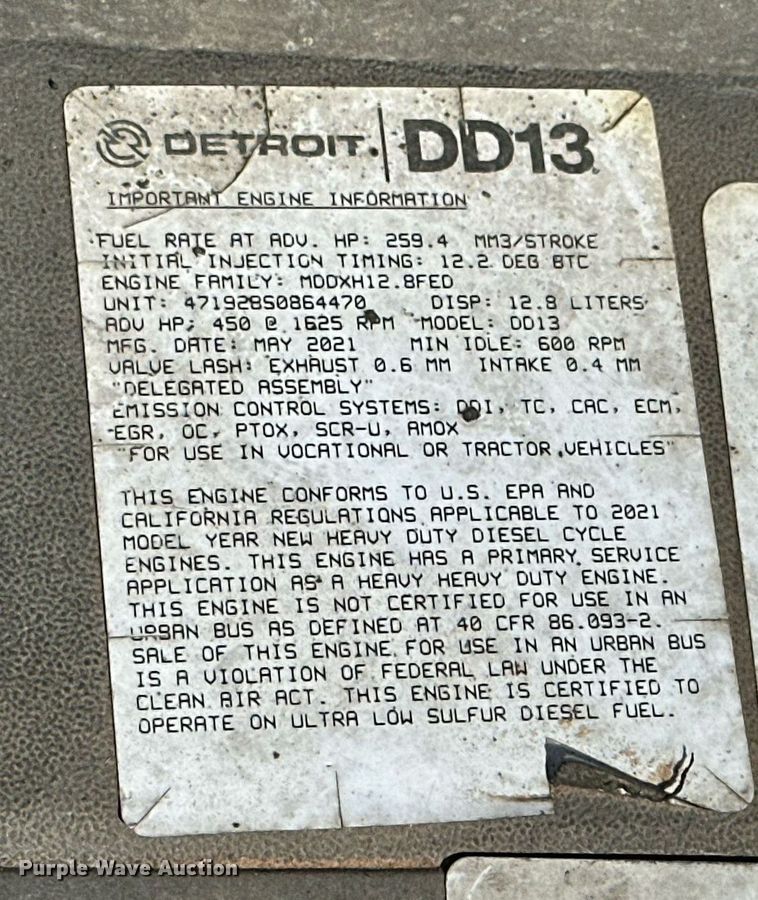 DETROIT. DD13
IMPORTANT ENGINE INFORMATION
FUEL RATE AT ADV. HP: 259.4 MM3/STROKE
INITIAL INJECTION TIMING: 12.2 DEG BTC
ENGINE FAMILY: MDDXH12.8FED
UNIT: 471928S0864470 DISP: 12.8 LITERS
ADV HP: 450 @ 1625 RPM MODEL: DD13
MFG. DATE: MAY 2021 MIN IDLE: 600 RPM
VALVE LASH: EXHAUST 0.6 MM INTAKE 0.4 MM
"DELEGATED ASSEMBLY"
EMISSION CONTROL SYSTEMS: DDI, TC, CAC, ECM,
EGR, OC, PTOX, SCR-U, AMOX
"FOR USE IN VOCATIONAL OR TRACTOR VEHICLES"
THIS ENGINE CONFORMS TO U.S. EPA AND
CALIFORNIA REGULATIONS APPLICABLE TO 2021
MODEL YEAR NEW HEAVY DUTY DIESEL CYCLE
ENGINES. THIS ENGINE HAS A PRIMARY SERVICE
APPLICATION AS A HEAVY HEAVY DUTY ENGINE.
THIS ENGINE IS NOT CERTIFIED FOR USE IN AN
URBAN BUS AS DEFINED AT 40 CFR 86.093-2.
SALE OF THIS ENGINE FOR USE IN AN URBAN BUS
IS A VIOLATION OF FEDERAL LAW UNDER THE
CLEAN AIR ACT. THIS ENGINE IS CERTIFIED TO
OPERATE ON ULTRA LOW SULFUR DIESEL FUEL.
Purple Wave Auction